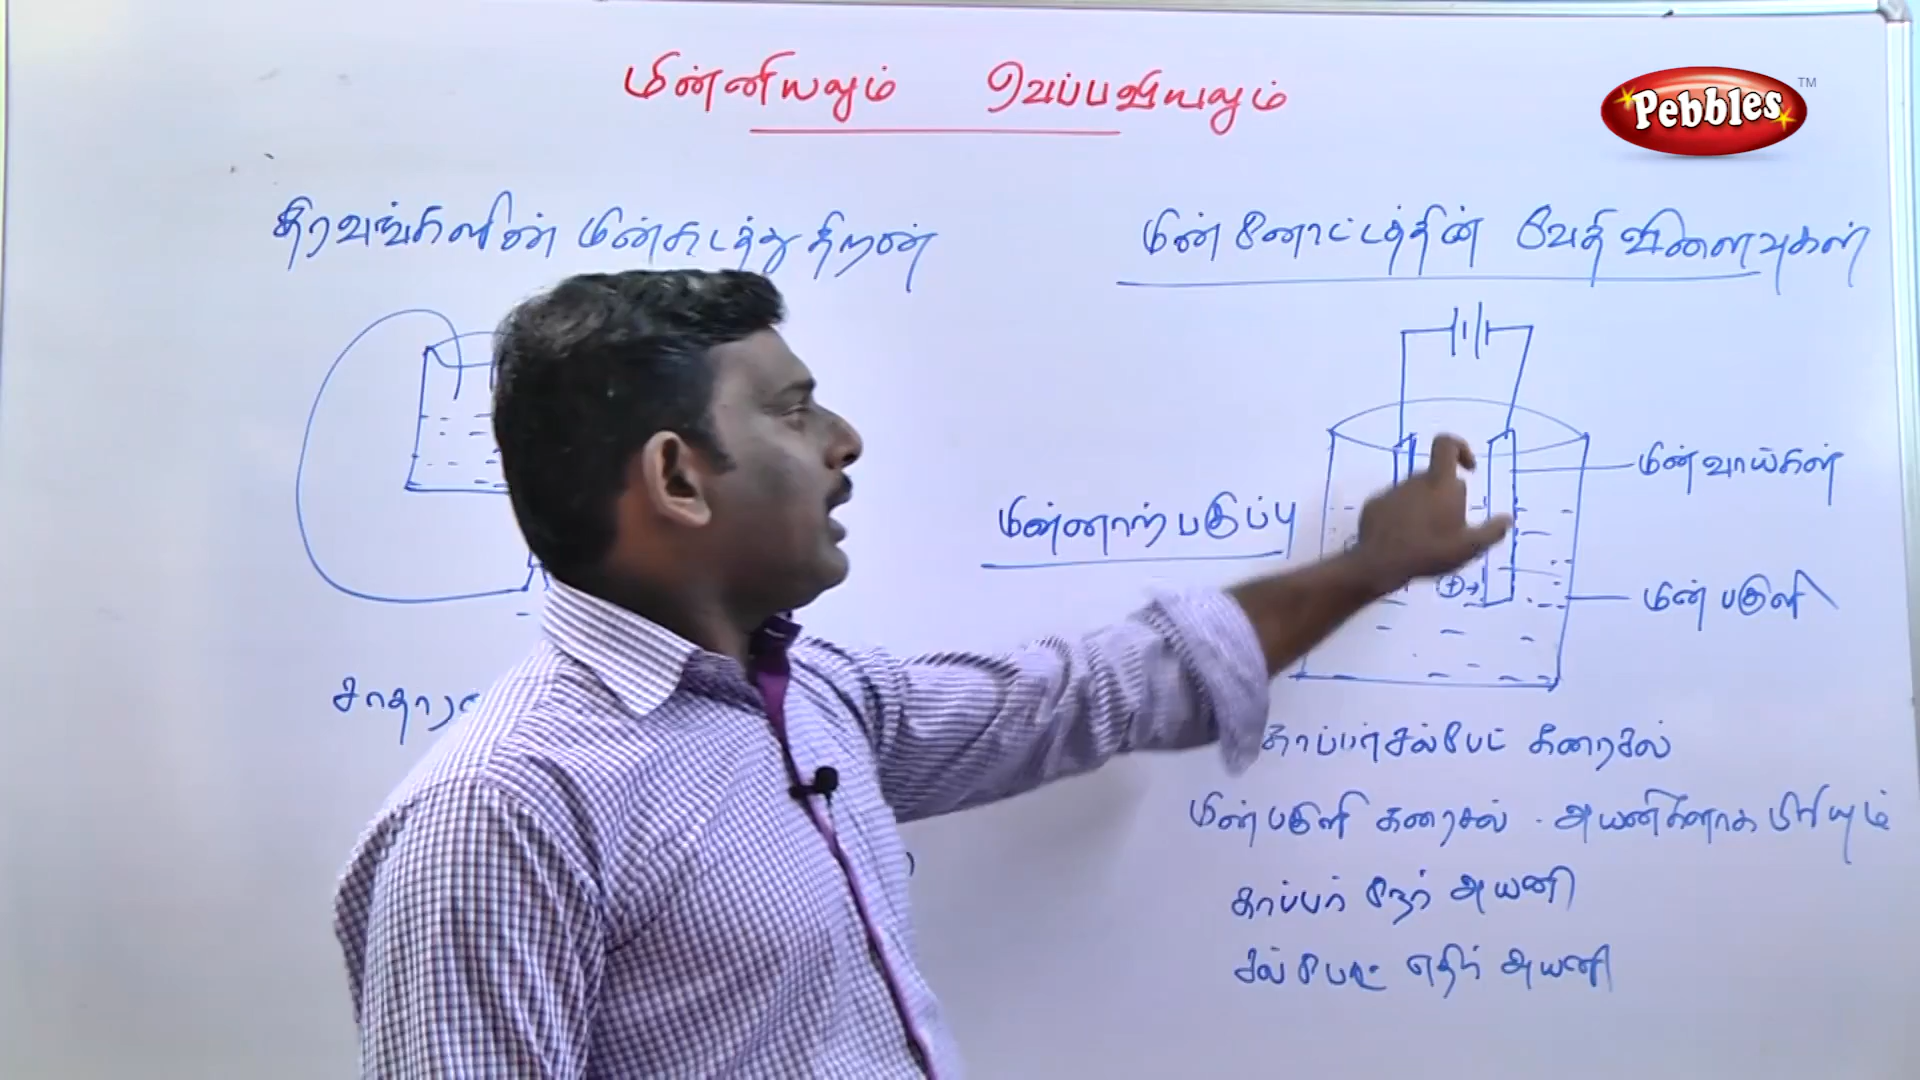 மின்னியலும் வெப்பவியலும்
Pebbles TM
திரவங்களின் மின்கடத்து திறன்
மின்னோட்டத்தின் வேதி விளைவுகள்
மின்வாய்கள்
மின்னாற் பகுப்பு
மின் பகுளி
காப்பர்சல்பேட் கரைசல்
மின்பகுளி கரைசல் - அயனிகளாக பிரியும்
காப்பர் நேர் அயனி
சல்பேட் எதிர் அயனி